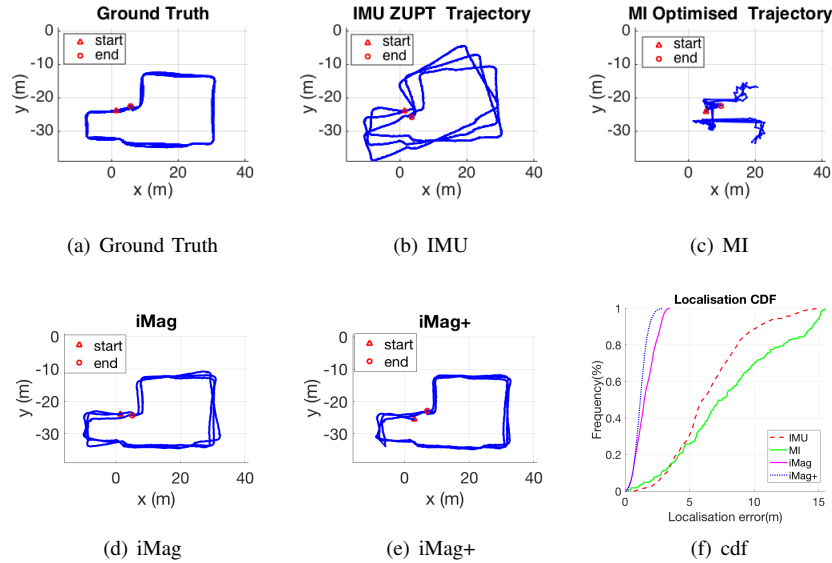 Ground Truth
0
-10
-20
-30
y (m)
start
end
0
20
40
x (m)
(a) Ground Truth
IMU ZUPT Trajectory
0
-10
-20
-30
y (m)
start
end
0
20
40
x (m)
(b) IMU
MI Optimised Trajectory
0
-10
-20
-30
y (m)
start
end
0
20
40
x (m)
(c) MI
iMag
0
-10
-20
-30
y (m)
start
end
0
20
40
x (m)
(d) iMag
iMag+
0
-10
-20
-30
y (m)
start
end
0
20
40
x (m)
(e) iMag+
Localisation CDF
1
0.8
0.6
0.4
0.2
0
Frequency(%)
IMU
MI
iMag
iMag+
0
5
10
15
Localisation error(m)
(f) cdf